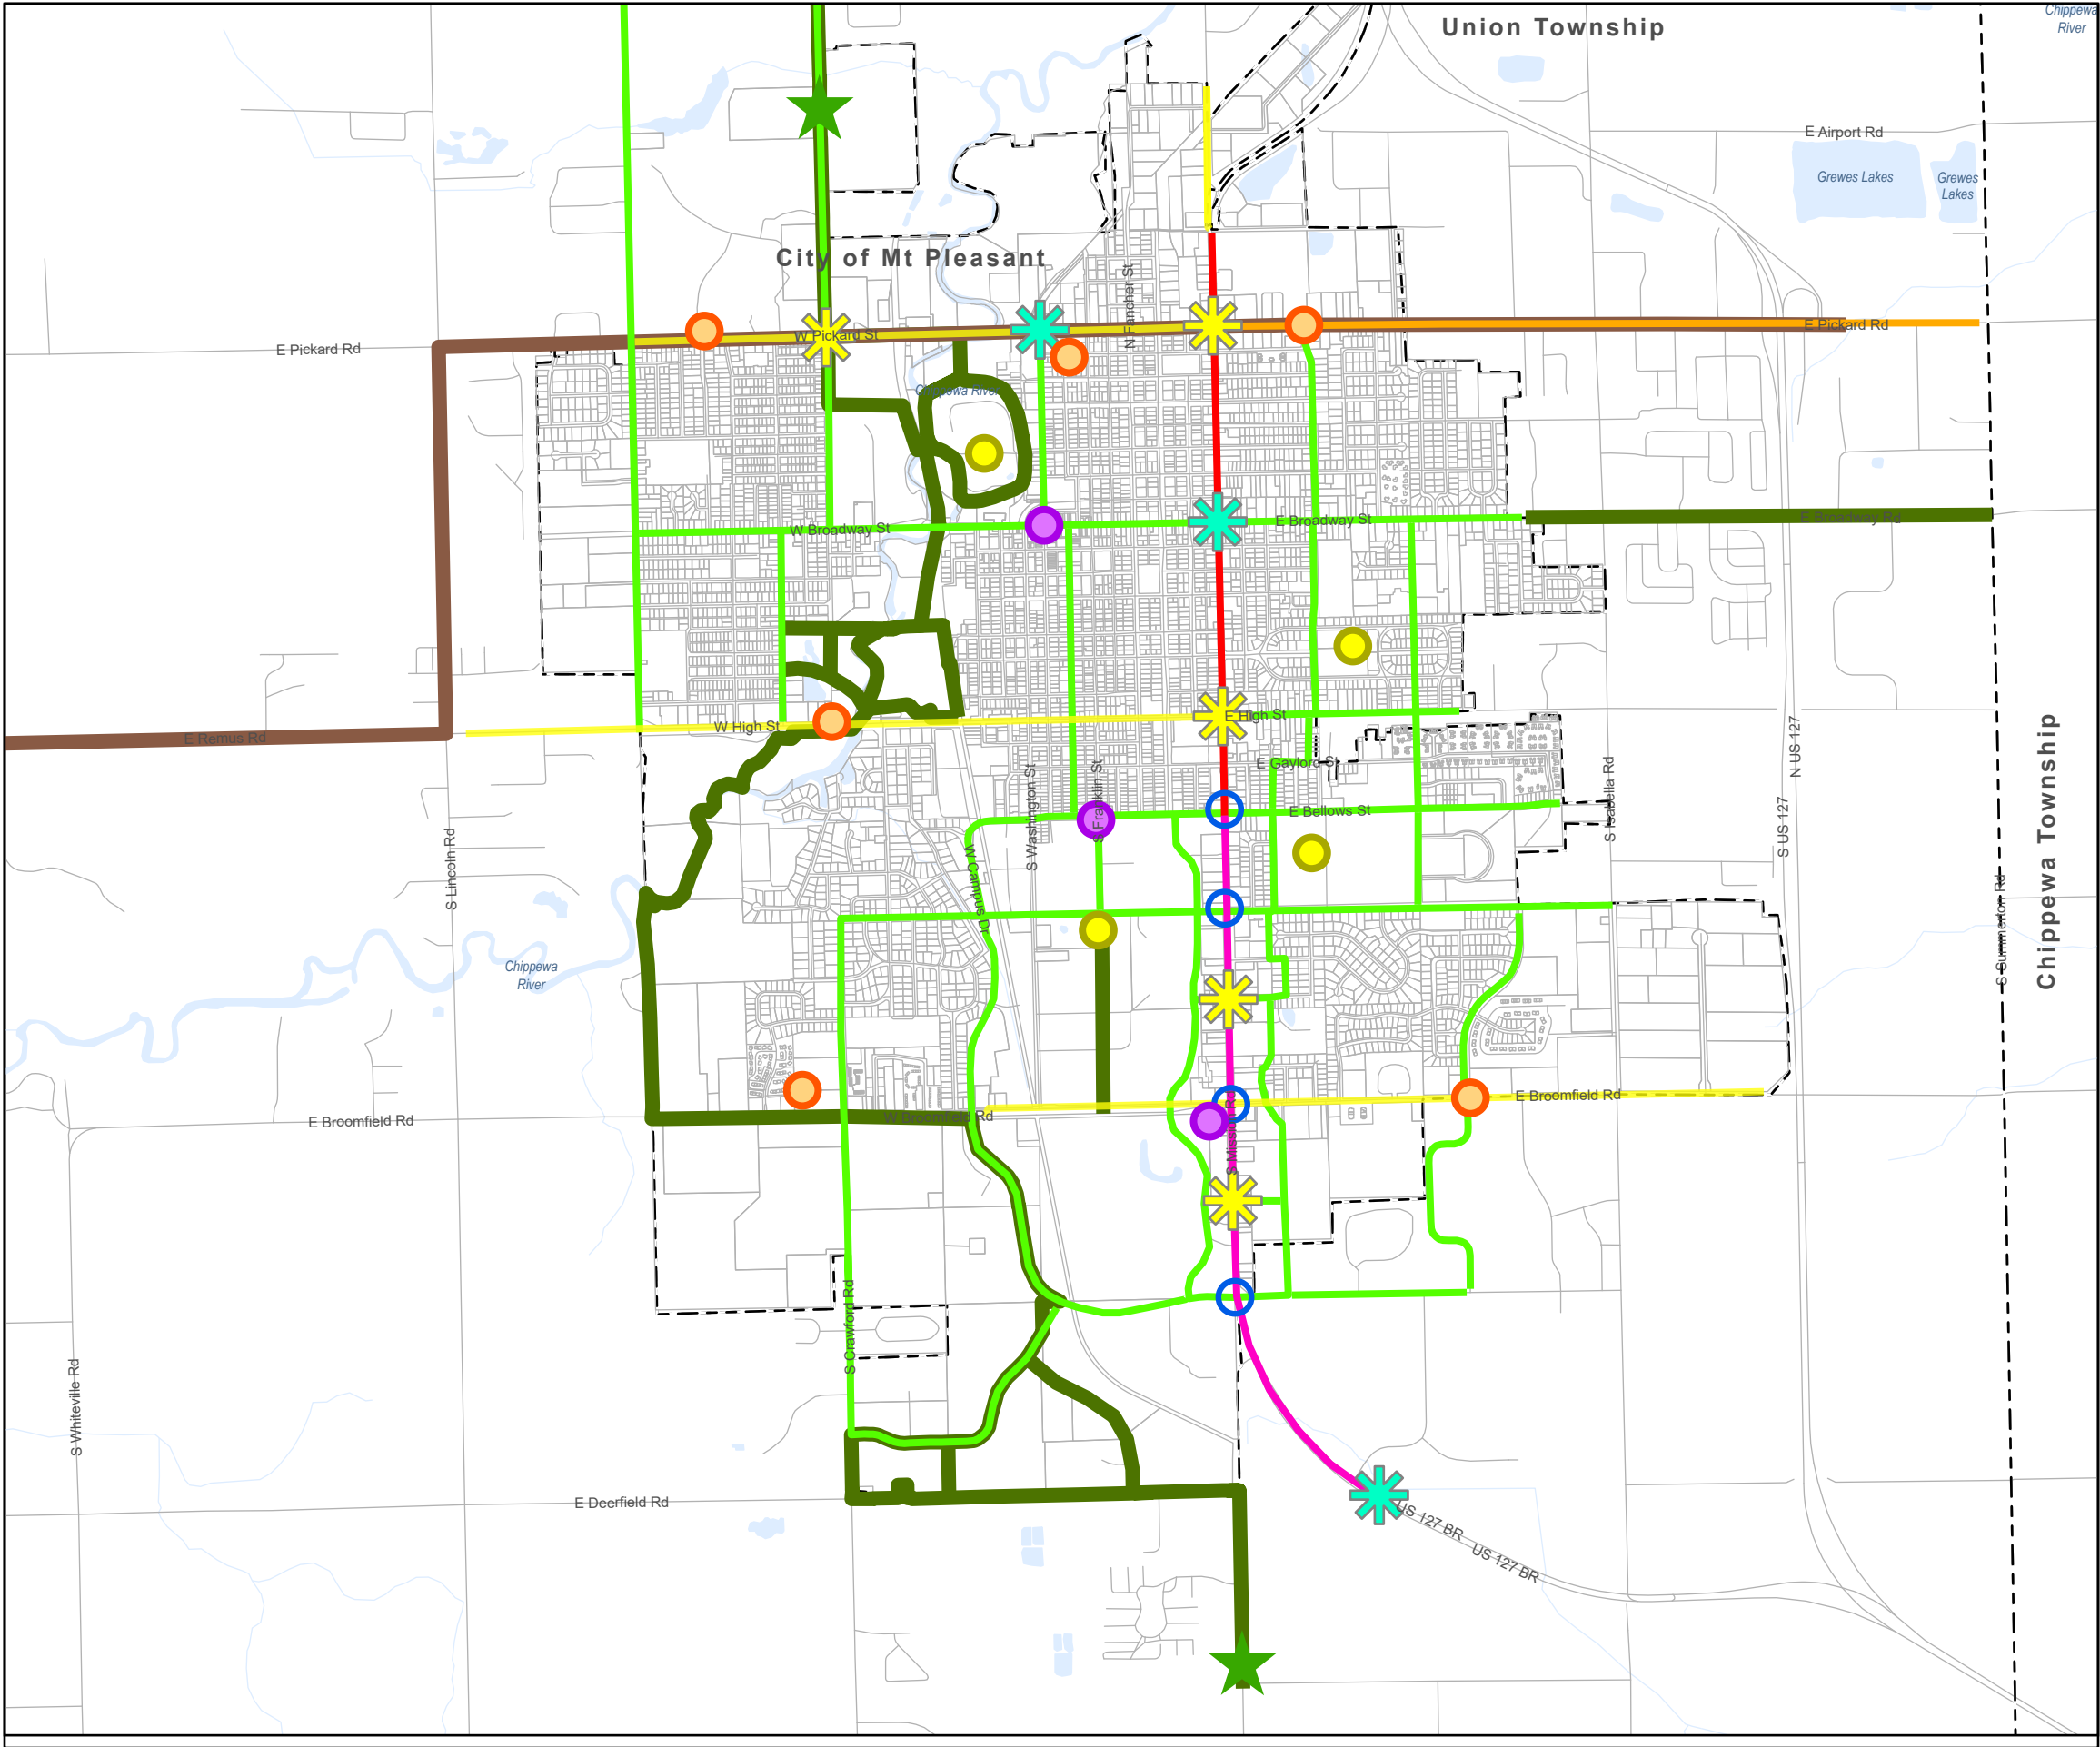 Chippewa
River
Union Township
E Airport Rd
Grewes Lakes
Grewes
Lakes
City of Mt Pleasant
N Fancher St
E Pickard Rd
W Pickard St
E Pickard Rd
Chippewa River
W Broadway St
E Broadway St
E Broadway Rd
E Remus Rd
W High St
E High St
N US 127
E Gaylord St
S Washington St
S Franklin St
E Bellows St
S Isabella Rd
S US 127
Chippewa Township
S Lincoln Rd
W Campus Dr
S Summerton Rd
Chippewa
River
E Broomfield Rd
W Broomfield Rd
E Broomfield Rd
S Mission Rd
S Crawford Rd
S Whiteville Rd
E Deerfield Rd
US 127 BR
US 127 BR